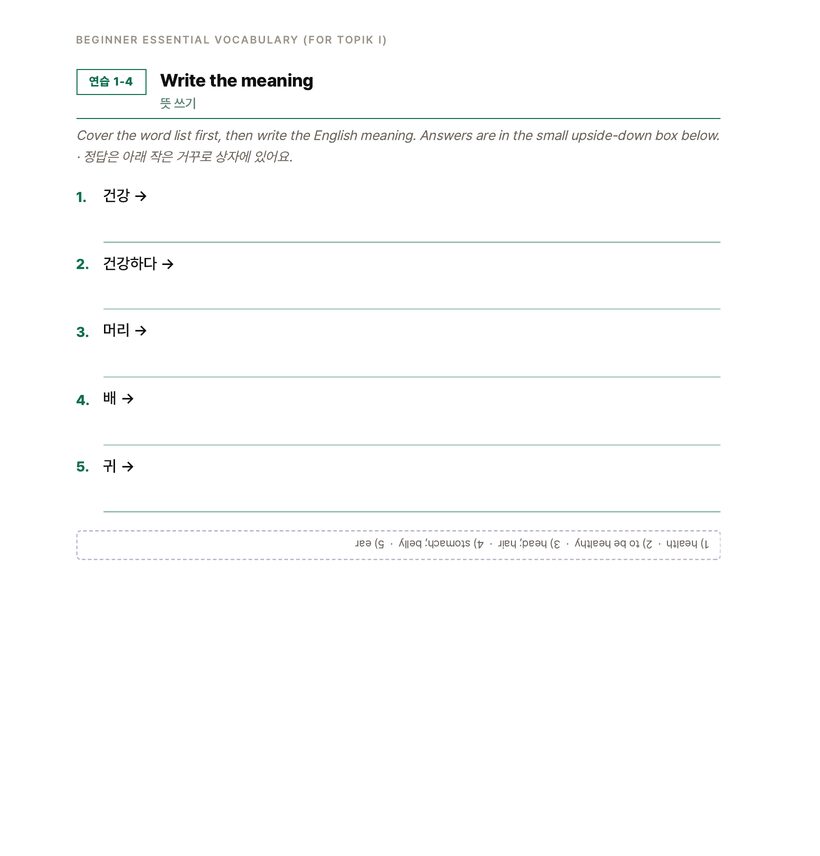 BEGINNER ESSENTIAL VOCABULARY (FOR TOPIK I)
연습 1-4
Write the meaning
뜻 쓰기
Cover the word list first, then write the English meaning. Answers are in the small upside-down box below.
· 정답은 아래 작은 거꾸로 상자에 있어요.
1. 건강 →
2. 건강하다 →
3. 머리 →
4. 배 →
5. 귀 →
1) health · 2) to be healthy · 3) head; hair · 4) stomach; belly · 5) ear